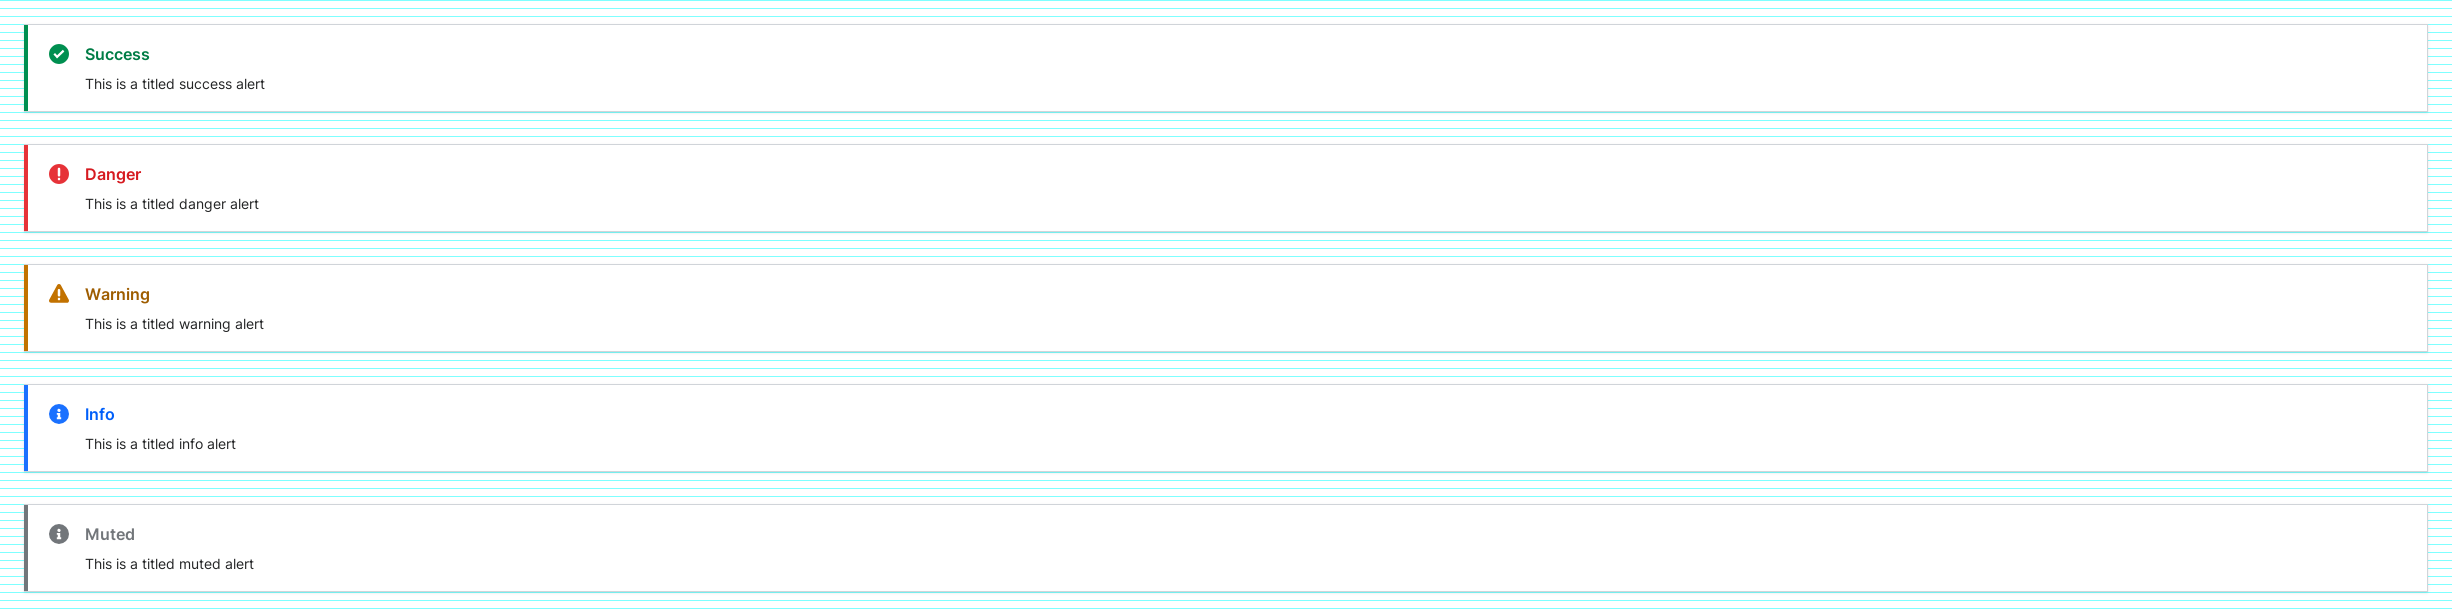 Success
This is a titled success alert
Danger
This is a titled danger alert
Warning
This is a titled warning alert
Info
This is a titled info alert
Muted
This is a titled muted alert